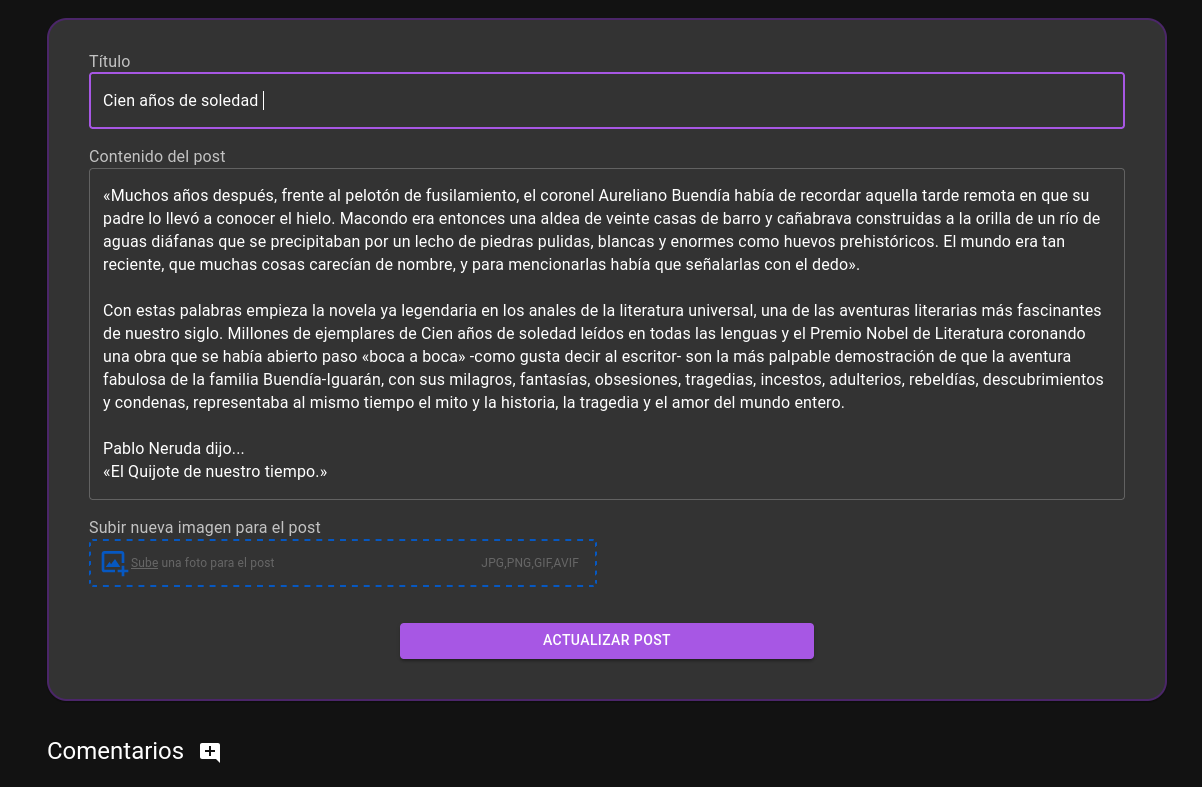 Título
Cien años de soledad
Contenido del post
«Muchos años después, frente al pelotón de fusilamiento, el coronel Aureliano Buendía había de recordar aquella tarde remota en que su
padre lo llevó a conocer el hielo. Macondo era entonces una aldea de veinte casas de barro y cañabrava construidas a la orilla de un río de
aguas diáfanas que se precipitaban por un lecho de piedras pulidas, blancas y enormes como huevos prehistóricos. El mundo era tan
reciente, que muchas cosas carecían de nombre, y para mencionarlas había que señalarlas con el dedo».
Con estas palabras empieza la novela ya legendaria en los anales de la literatura universal, una de las aventuras literarias más fascinantes
de nuestro siglo. Millones de ejemplares de Cien años de soledad leídos en todas las lenguas y el Premio Nobel de Literatura coronando
una obra que se había abierto paso «boca a boca» -como gusta decir al escritor- son la más palpable demostración de que la aventura
fabulosa de la familia Buendía-Iguarán, con sus milagros, fantasías, obsesiones, tragedias, incestos, adulterios, rebeldías, descubrimientos
y condenas, representaba al mismo tiempo el mito y la historia, la tragedia y el amor del mundo entero.
Pablo Neruda dijo...
«El Quijote de nuestro tiempo.»
Subir nueva imagen para el post
Sube una foto para el post JPG,PNG,GIF,AVIF
ACTUALIZAR POST
Comentarios